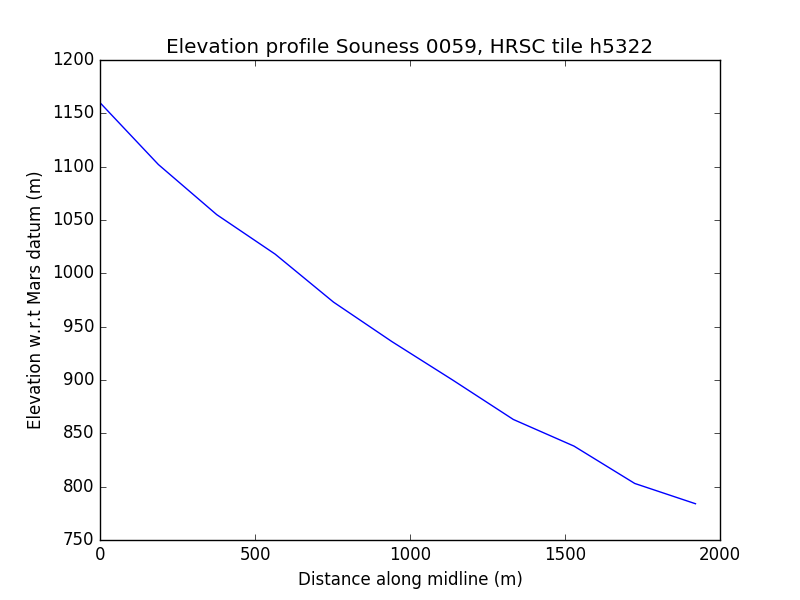 Elevation profile Souness 0059, HRSC tile h5322
1200
1150
1100
1050
1000
950
900
850
800
750
Elevation w.r.t Mars datum (m)
0 500 1000 1500 2000
Distance along midline (m)